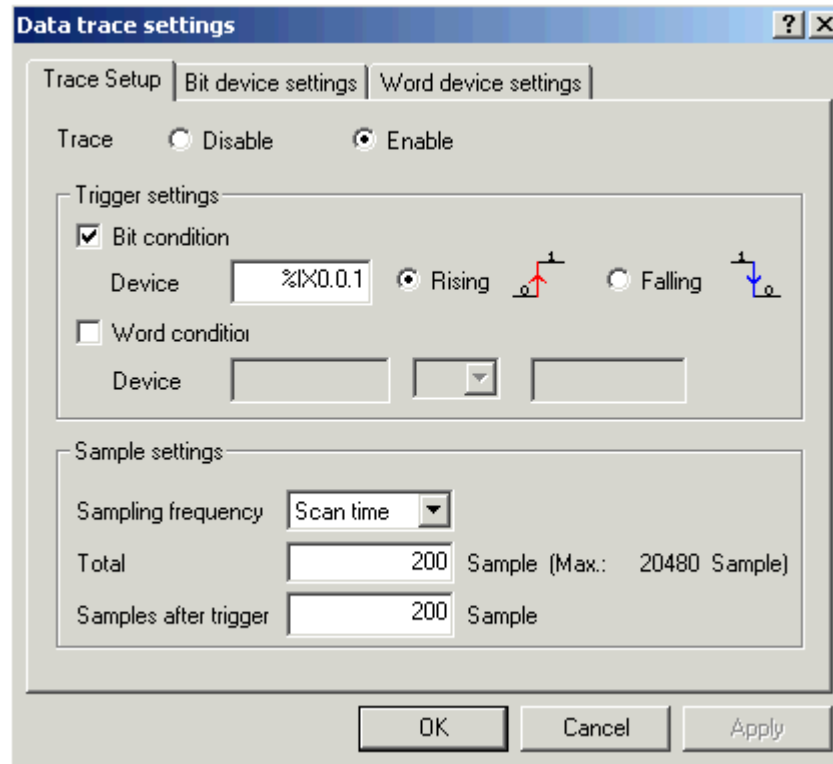 Data trace settings
Trace Setup Bit device settings Word device settings
Trace Disable Enable
Trigger settings
Bit condition
Device %IX0.0.1 Rising 0 1 Falling 1 0
Word condition
Device
Sample settings
Sampling frequency Scan time
Total 200 Sample (Max.: 20480 Sample)
Samples after trigger 200 Sample
OK Cancel Apply